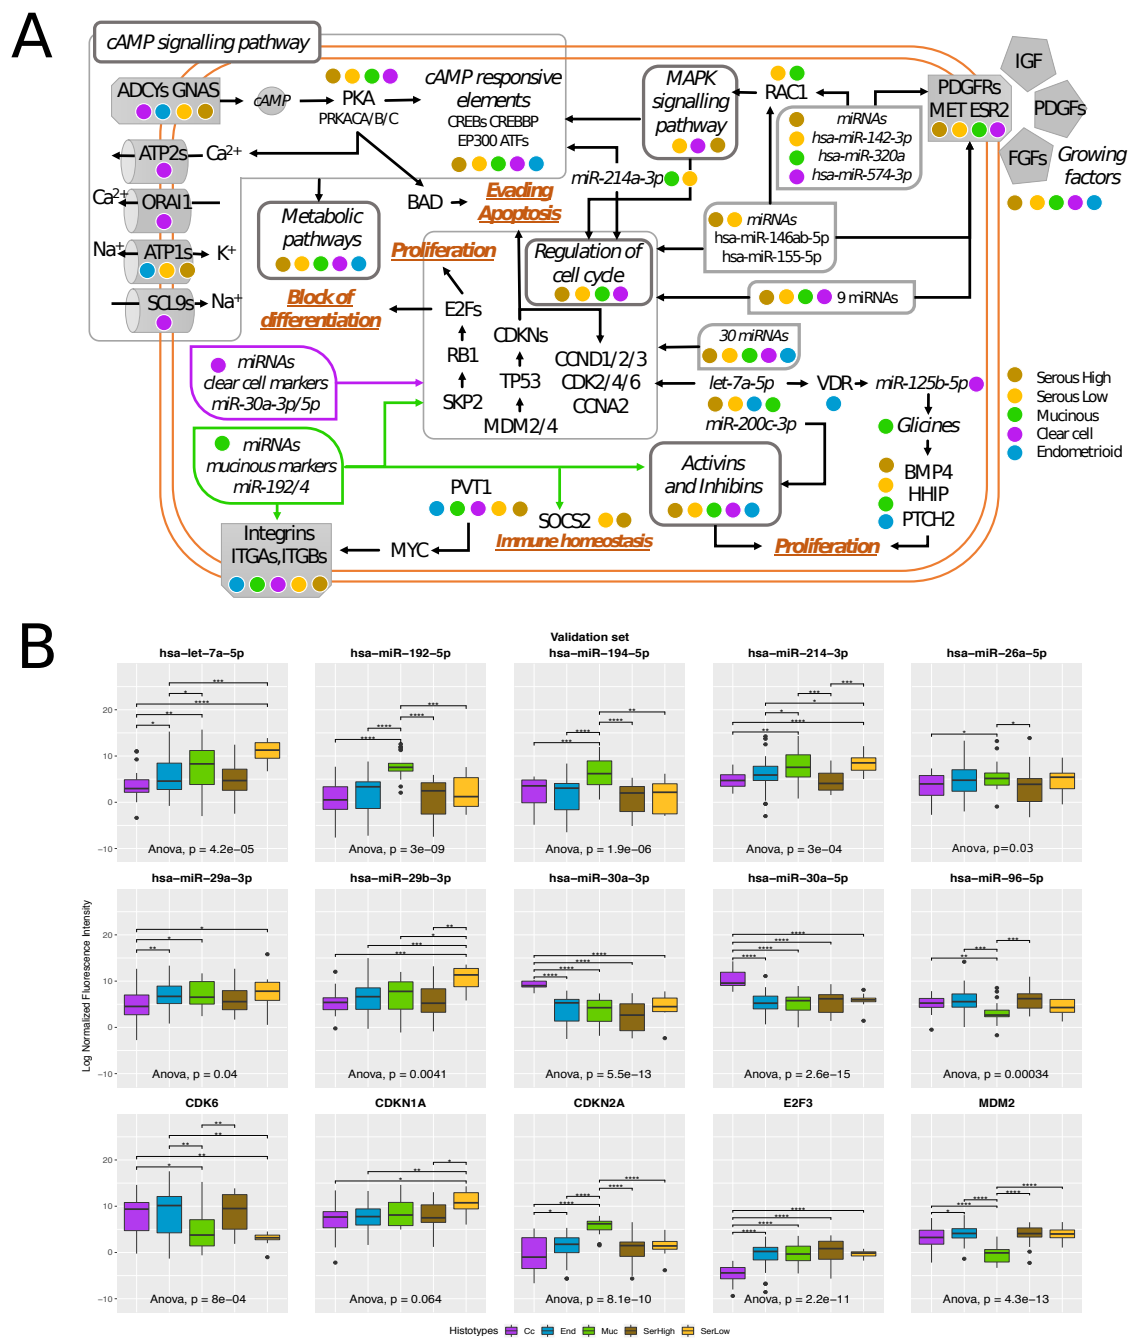 A
cAMP signalling pathway
ADCYs GNAS
cAMP
PKA
PRKACA/B/C
cAMP responsive
elements
CREBs CREBBP
EP300 ATFs
MAPK
signalling
pathway
RAC1
miRNAs
hsa-miR-142-3p
hsa-miR-320a
hsa-miR-574-3p
PDGFRs
MET ESR2
IGF
PDGFs
FGFs
Growing
factors
ATP2s
Ca2+
Ca2+
ORAI1
Na+
ATP1s
K+
SCL9s
Na+
BAD
Evading
Apoptosis
miR-214a-3p
Metabolic
pathways
Proliferation
Block of
differentiation
Regulation of
cell cycle
miRNAs
hsa-miR-146ab-5p
hsa-miR-155-5p
9 miRNAs
30 miRNAs
E2Fs
RB1
SKP2
CDKNs
TP53
MDM2/4
CCND1/2/3
CDK2/4/6
CCNA2
miRNAs
clear cell markers
miR-30a-3p/5p
miRNAs
mucinous markers
miR-192/4
let-7a-5p
VDR
miR-125b-5p
miR-200c-3p
Glicines
BMP4
HHIP
PTCH2
Activins
and Inhibins
PVT1
SOCS2
Immune homeostasis
MYC
Integrins
ITGAs,ITGBs
Proliferation
Serous High
Serous Low
Mucinous
Clear cell
Endometrioid
B
Validation set
hsa-let-7a-5p
hsa-miR-192-5p
hsa-miR-194-5p
hsa-miR-214-3p
hsa-miR-26a-5p
20
10
0
-10
* ** **** * ***
**** **** **** ***
*** **** **** **
** **** * * *** ***
* *
Anova, p = 4.2e-05
Anova, p = 3e-09
Anova, p = 1.9e-06
Anova, p = 3e-04
Anova, p=0.03
Log Normalized Fluorescence Intensity
hsa-miR-29a-3p
hsa-miR-29b-3p
hsa-miR-30a-3p
hsa-miR-30a-5p
hsa-miR-96-5p
20
10
0
-10
** * *
*** *** * **
**** **** **** ****
**** **** **** ****
** *** ***
Anova, p = 0.04
Anova, p = 0.0041
Anova, p = 5.5e-13
Anova, p = 2.6e-15
Anova, p = 0.00034
CDK6
CDKN1A
CDKN2A
E2F3
MDM2
20
10
0
-10
* ** ** ** **
* ** *
* **** **** **** ****
**** **** **** ****
* **** **** **** ****
Anova, p = 8e-04
Anova, p = 0.064
Anova, p = 8.1e-10
Anova, p = 2.2e-11
Anova, p = 4.3e-13
Histotypes Cc End Muc SerHigh SerLow